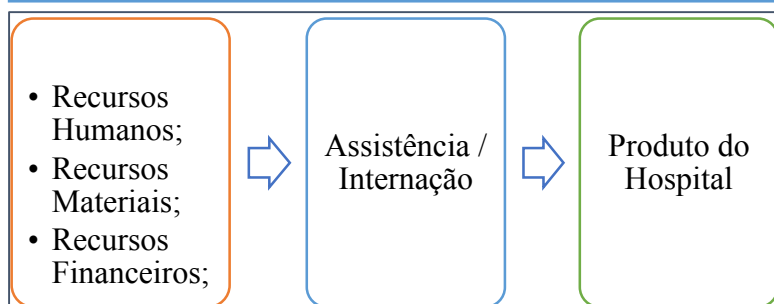 • Recursos
Humanos;
• Recursos
Materiais;
• Recursos
Financeiros;
Assistência /
Internação
Produto do
Hospital